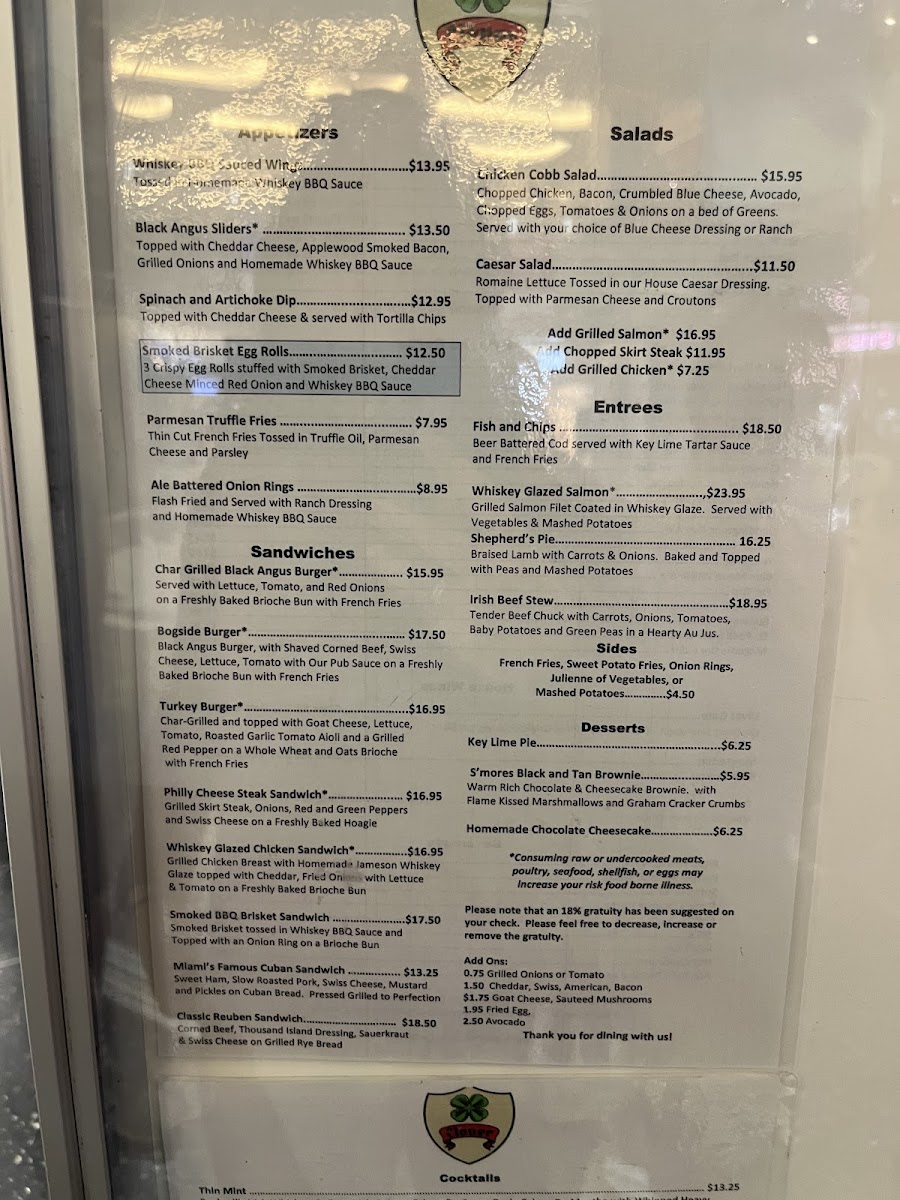 Appetizers
Whiskey BBQ Sauced Wings..............................$13.95
Tossed in Homemade Whiskey BBQ Sauce
Black Angus Sliders* .................................... $13.50
Topped with Cheddar Cheese, Applewood Smoked Bacon,
Grilled Onions and Homemade Whiskey BBQ Sauce
Spinach and Artichoke Dip.............................$12.95
Topped with Cheddar Cheese & served with Tortilla Chips
Smoked Brisket Egg Rolls............................. $12.50
3 Crispy Egg Rolls stuffed with Smoked Brisket, Cheddar
Cheese Minced Red Onion and Whiskey BBQ Sauce
Parmesan Truffle Fries .................................. $7.95
Thin Cut French Fries Tossed in Truffle Oil, Parmesan
Cheese and Parsley
Ale Battered Onion Rings ..............................$8.95
Flash Fried and Served with Ranch Dressing
and Homemade Whiskey BBQ Sauce
Sandwiches
Char Grilled Black Angus Burger*................ $15.95
Served with Lettuce, Tomato, and Red Onions
on a Freshly Baked Brioche Bun with French Fries
Bogside Burger*........................................ $17.50
Black Angus Burger, with Shaved Corned Beef, Swiss
Cheese, Lettuce, Tomato with Our Pub Sauce on a Freshly
Baked Brioche Bun with French Fries
Turkey Burger*..........................................$16.95
Char-Grilled and topped with Goat Cheese, Lettuce,
Tomato, Roasted Garlic Tomato Aioli and a Grilled
Red Pepper on a Whole Wheat and Oats Brioche
with French Fries
Philly Cheese Steak Sandwich*................... $16.95
Grilled Skirt Steak, Onions, Red and Green Peppers
and Swiss Cheese on a Freshly Baked Hoagie
Whiskey Glazed Chicken Sandwich*.............$16.95
Grilled Chicken Breast with Homemade Jameson Whiskey
Glaze topped with Cheddar, Fried Onions with Lettuce
& Tomato on a Freshly Baked Brioche Bun
Smoked BBQ Brisket Sandwich ..................$17.50
Smoked Brisket tossed in Whiskey BBQ Sauce and
Topped with an Onion Ring on a Brioche Bun
Miami's Famous Cuban Sandwich ................ $13.25
Sweet Ham, Slow Roasted Pork, Swiss Cheese, Mustard
and Pickles on Cuban Bread. Pressed Grilled to Perfection
Classic Reuben Sandwich............................ $18.50
Corned Beef, Thousand Island Dressing, Sauerkraut
& Swiss Cheese on Grilled Rye Bread
Salads
Chicken Cobb Salad........................................ $15.95
Chopped Chicken, Bacon, Crumbled Blue Cheese, Avocado,
Chopped Eggs, Tomatoes & Onions on a bed of Greens.
Served with your choice of Blue Cheese Dressing or Ranch
Caesar Salad...................................................$11.50
Romaine Lettuce Tossed in our House Caesar Dressing.
Topped with Parmesan Cheese and Croutons
Add Grilled Salmon* $16.95
Add Chopped Skirt Steak $11.95
Add Grilled Chicken* $7.25
Entrees
Fish and Chips ............................................. $18.50
Beer Battered Cod served with Key Lime Tartar Sauce
and French Fries
Whiskey Glazed Salmon*......................,$23.95
Grilled Salmon Filet Coated in Whiskey Glaze. Served with
Vegetables & Mashed Potatoes
Shepherd's Pie.............................................. 16.25
Braised Lamb with Carrots & Onions. Baked and Topped
with Peas and Mashed Potatoes
Irish Beef Stew.............................................$18.95
Tender Beef Chuck with Carrots, Onions, Tomatoes,
Baby Potatoes and Green Peas in a Hearty Au Jus.
Sides
French Fries, Sweet Potato Fries, Onion Rings,
Julienne of Vegetables, or
Mashed Potatoes.............$4.50
Desserts
Key Lime Pie......................................................$6.25
S'mores Black and Tan Brownie.....................$5.95
Warm Rich Chocolate & Cheesecake Brownie. with
Flame Kissed Marshmallows and Graham Cracker Crumbs
Homemade Chocolate Cheesecake..................$6.25
*Consuming raw or undercooked meats,
poultry, seafood, shellfish, or eggs may
increase your risk food borne illness.
Please note that an 18% gratuity has been suggested on
your check. Please feel free to decrease, increase or
remove the gratuity.
Add Ons:
0.75 Grilled Onions or Tomato
1.50 Cheddar, Swiss, American, Bacon
$1.75 Goat Cheese, Sauteed Mushrooms
1.95 Fried Egg,
2.50 Avocado
Thank you for dining with us!
Clover
Cocktails
Thin Mint ........................................ $13.25